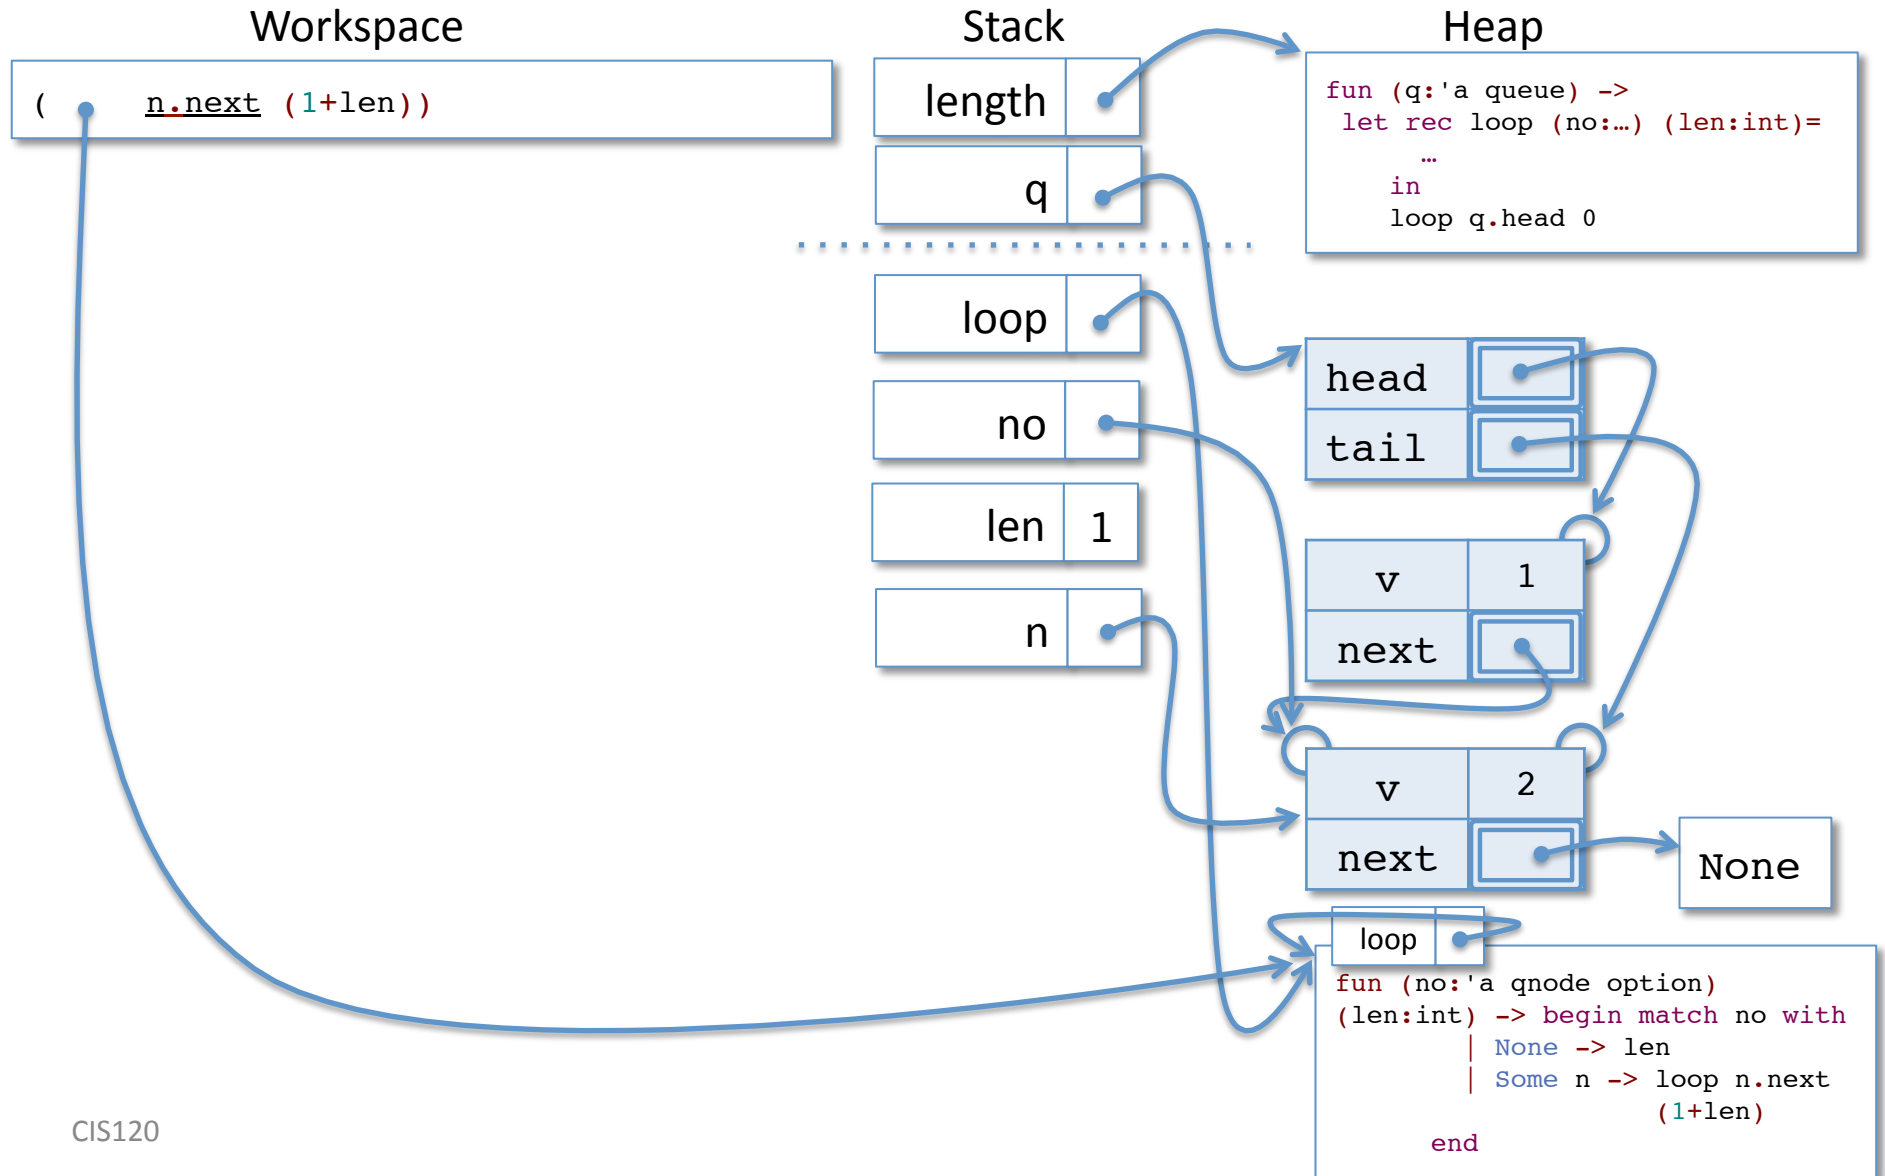 Workspace
Stack
Heap
( n.next (1+len))
length
q
loop
no
len 1
n
fun (q:'a queue) ->
let rec loop (no:…) (len:int)=
…
in
loop q.head 0
head
tail
v 1
next
v 2
next
None
loop
fun (no:'a qnode option)
(len:int) -> begin match no with
| None -> len
| Some n -> loop n.next
(1+len)
end
CIS120